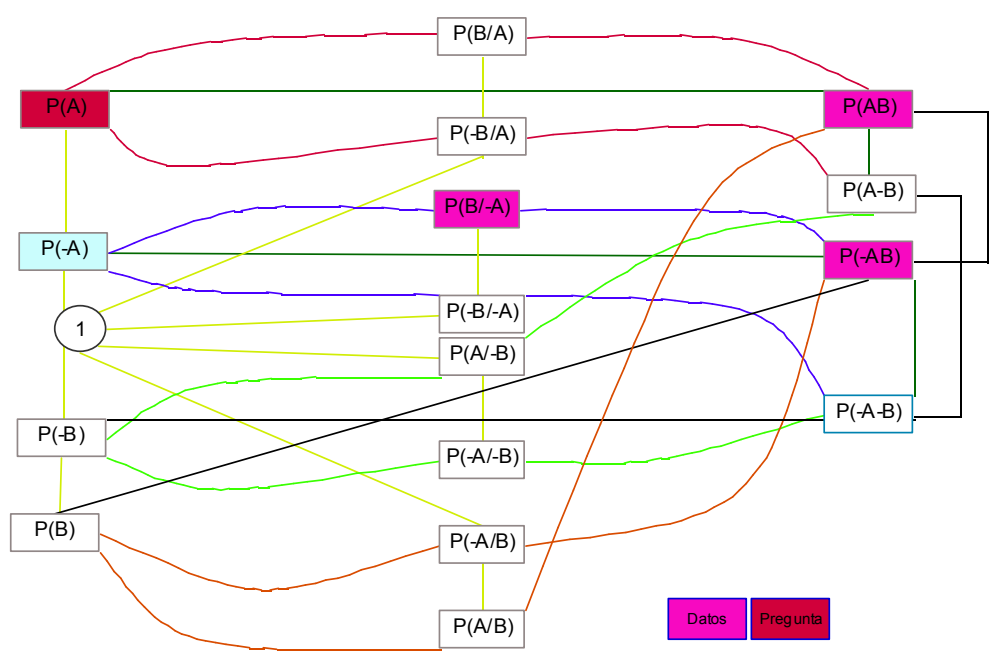 P(B/A)
P(A)
P(AB)
P(-B/A)
P(A-B)
P(B/-A)
P(-A)
P(-AB)
P(-B/-A)
1
P(A/-B)
P(-A-B)
P(-B)
P(-A/-B)
P(B)
P(-A/B)
P(A/B)
Datos
Pregunta